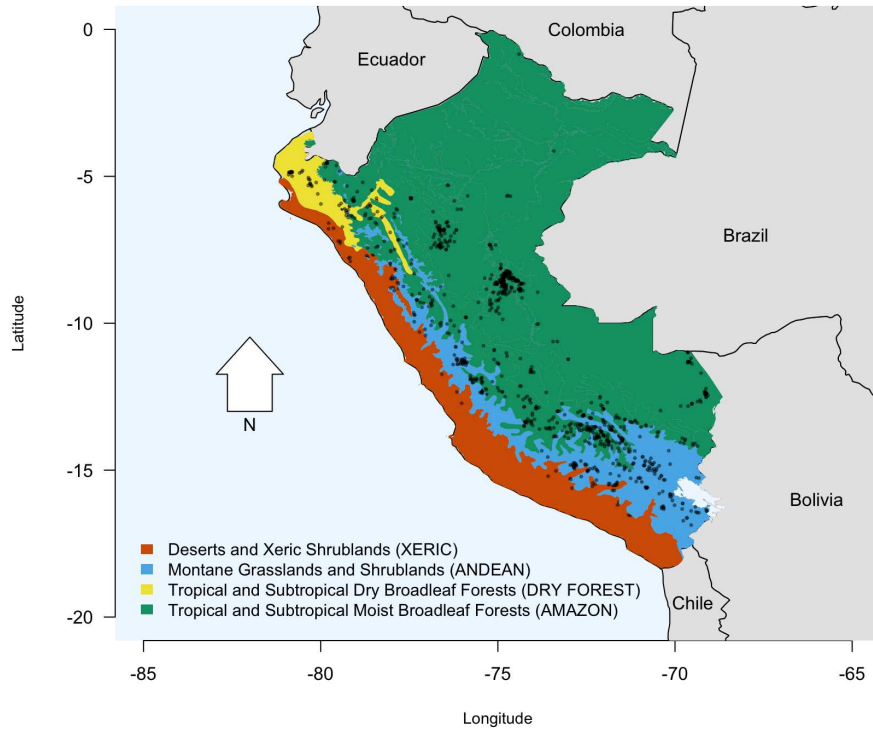 0
Colombia
Ecuador
-5
Brazil
Latitude
-10
N
-15
Bolivia
Deserts and Xeric Shrublands (XERIC)
Montane Grasslands and Shrublands (ANDEAN)
Tropical and Subtropical Dry Broadleaf Forests (DRY FOREST)
Tropical and Subtropical Moist Broadleaf Forests (AMAZON)
Chile
-20
-85 -80 -75 -70 -65
Longitude